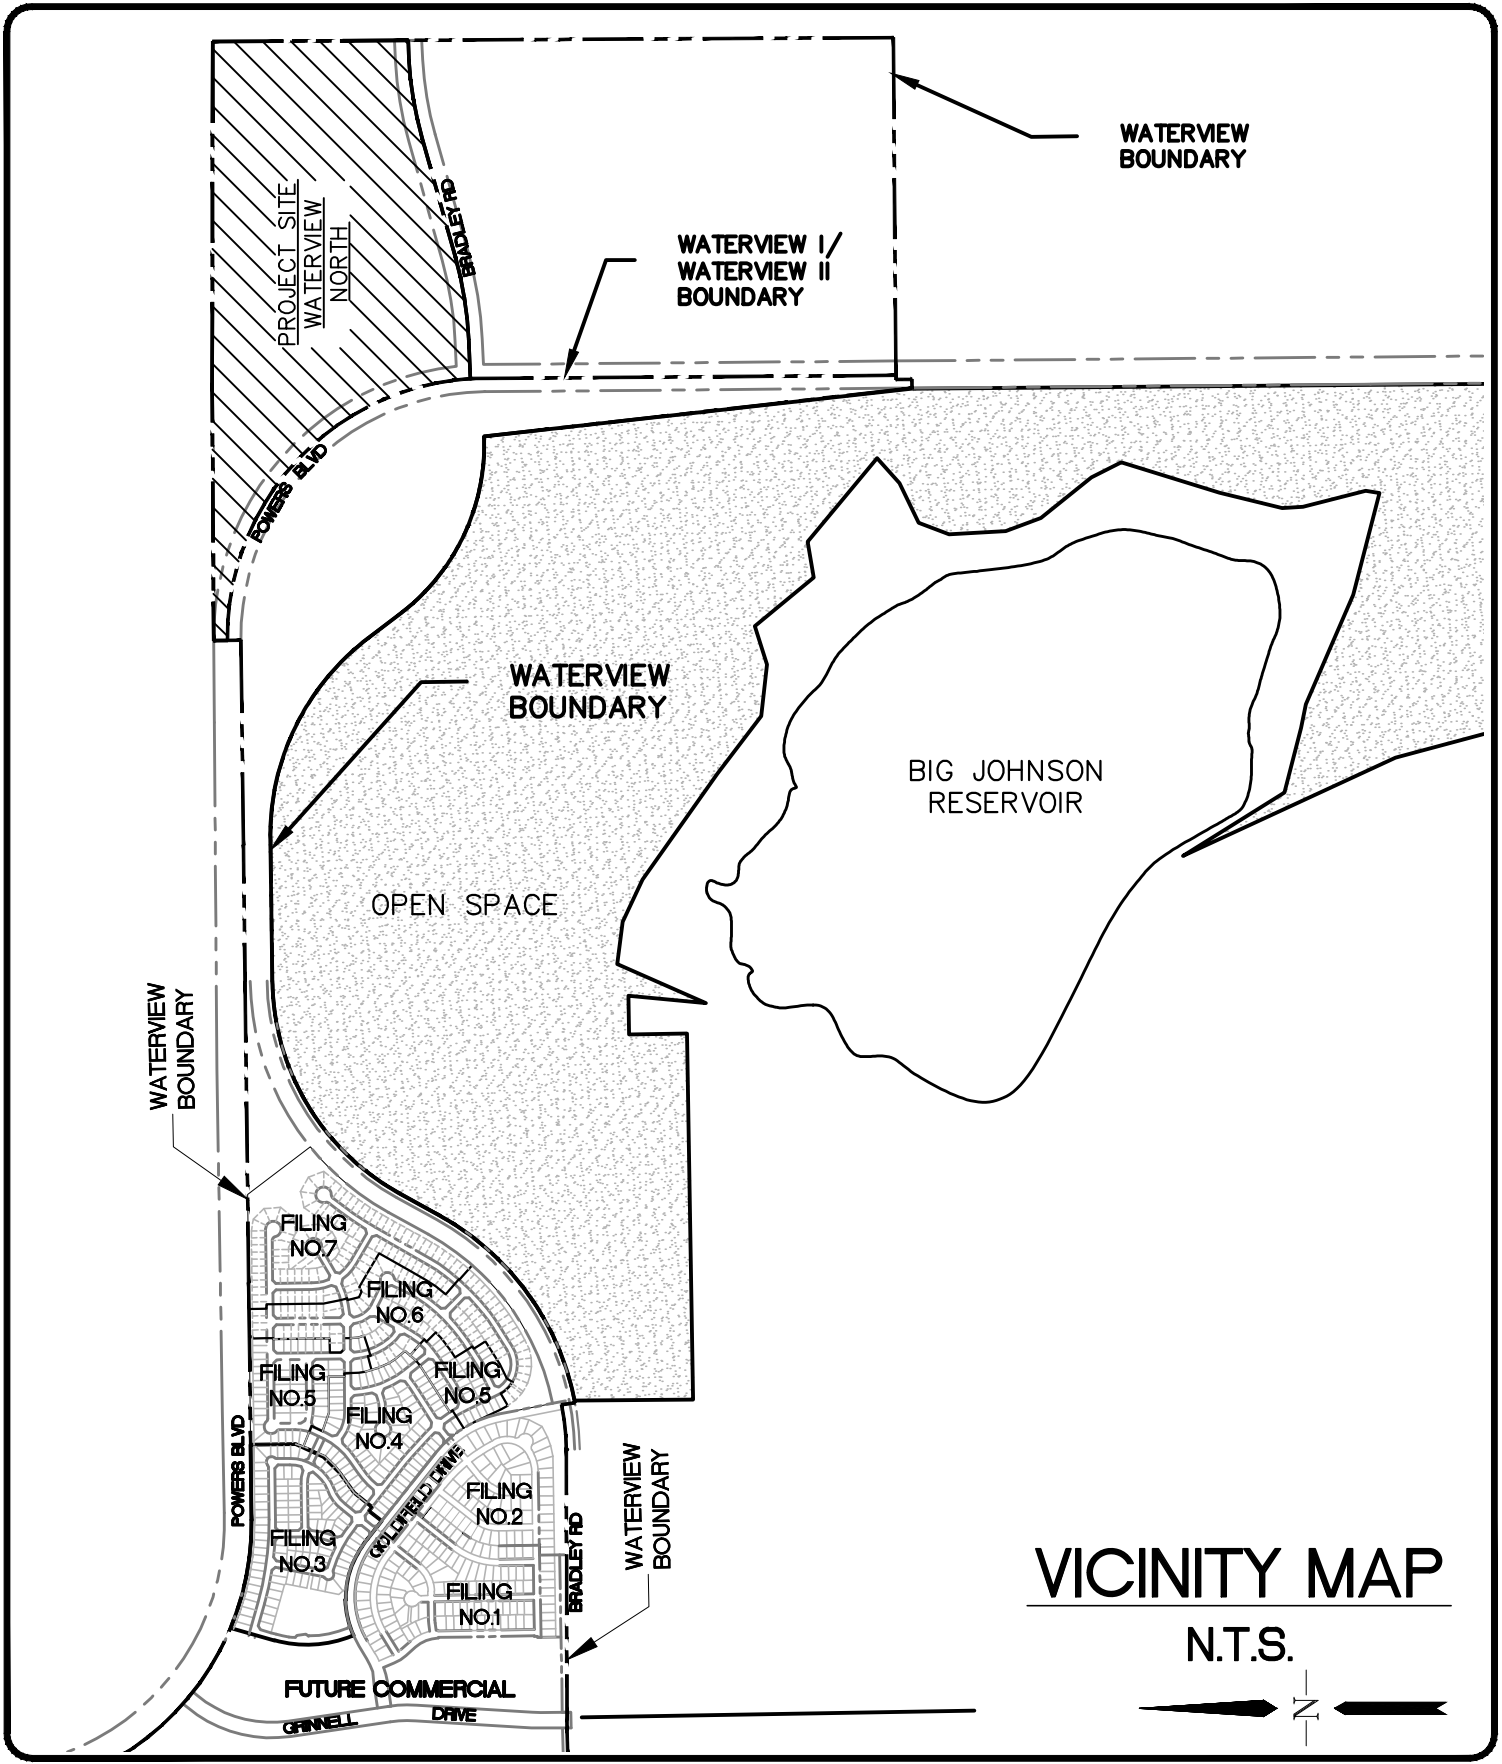 WATERVIEW
BOUNDARY
WATERVIEW I/
WATERVIEW II
BOUNDARY
PROJECT SITE
WATERVIEW
NORTH
BRADLEY RD
POWERS BLVD
WATERVIEW
BOUNDARY
BIG JOHNSON
RESERVOIR
OPEN SPACE
WATERVIEW
BOUNDARY
FILING
NO.7
FILING
NO.6
FILING
NO.5
FILING
NO.5
FILING
NO.4
POWERS BLVD
GOLDFIELD DRIVE
FILING
NO.2
FILING
NO.3
FILING
NO.1
BRADLEY RD
WATERVIEW
BOUNDARY
FUTURE COMMERCIAL
GRINNELL DRIVE
VICINITY MAP
N.T.S.
N